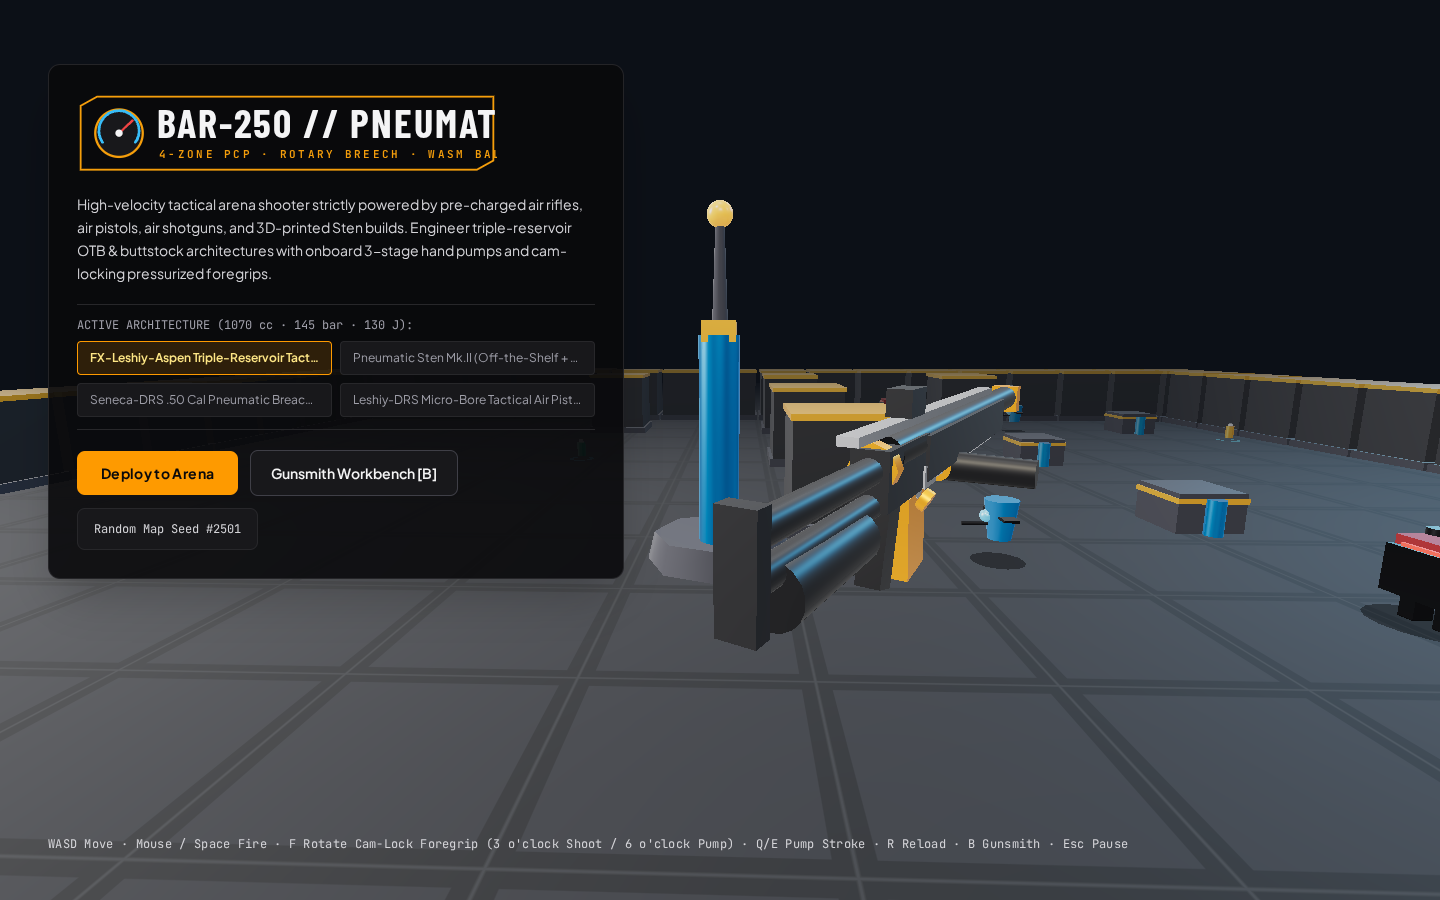 BAR-250 // PNEUMAT
4-ZONE PCP · ROTARY BREECH · WASM
High-velocity tactical arena shooter strictly powered by pre-charged air rifles,
air pistols, air shotguns, and 3D-printed Sten builds. Engineer triple-reservoir
OTB & buttstock architectures with onboard 3-stage hand pumps and cam-
locking pressurized foregrips.
ACTIVE ARCHITECTURE (1070 cc · 145 bar · 130 J):
FX-Leshiy-Aspen Triple-Reservoir Tact...
Pneumatic Sten Mk.II (Off-the-Shelf + ...
Seneca-DRS .50 Cal Pneumatic Breac...
Leshiy-DRS Micro-Bore Tactical Air Pist...
Deploy to Arena
Gunsmith Workbench [B]
Random Map Seed #2501
WASD Move · Mouse / Space Fire · F Rotate Cam-Lock Foregrip (3 o'clock Shoot / 6 o'clock Pump) · Q/E Pump Stroke · R Reload · B Gunsmith · Esc Pause